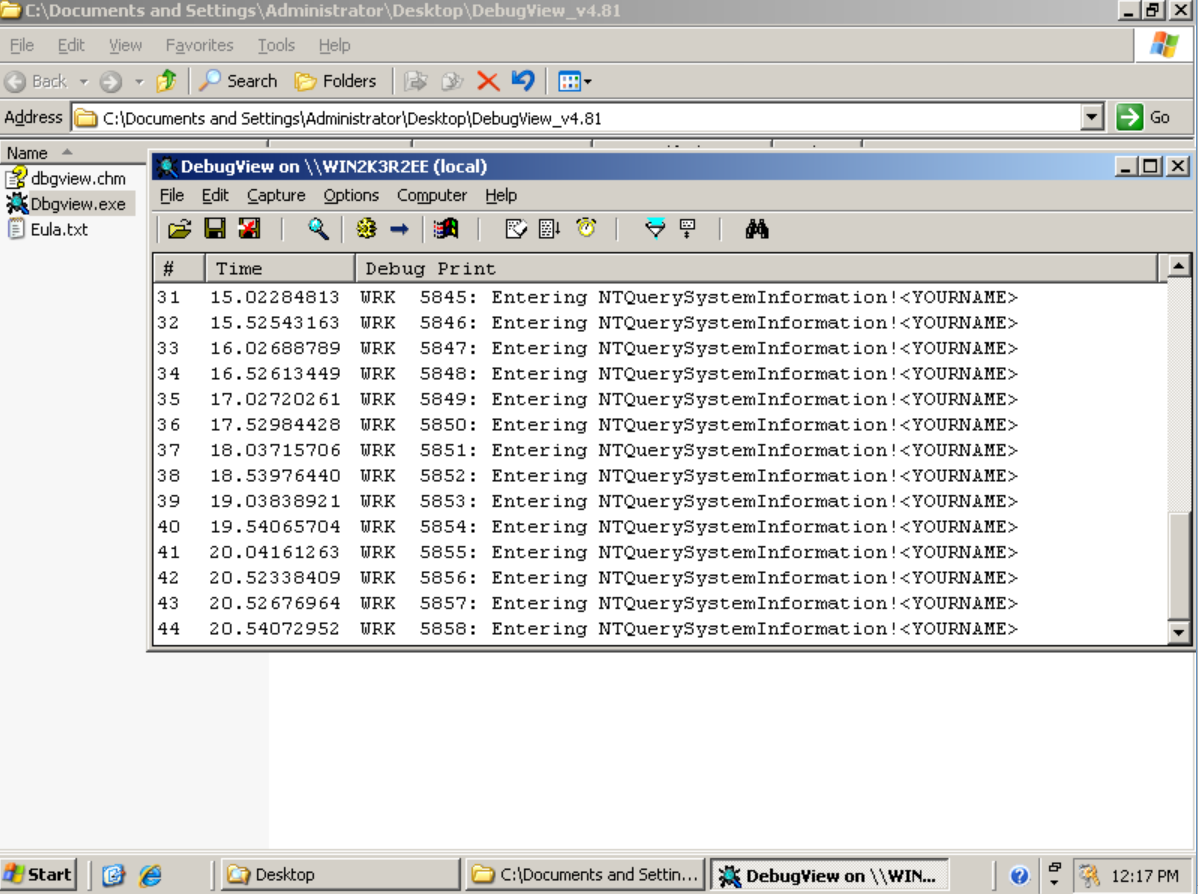 C:\Documents and Settings\Administrator\Desktop\DebugView_v4.81
File Edit View Favorites Tools Help
Back Search Folders
Address C:\Documents and Settings\Administrator\Desktop\DebugView_v4.81 Go
Name
dbgview.chm
Dbgview.exe
Eula.txt
DebugView on \\WIN2K3R2EE (local)
File Edit Capture Options Computer Help
# Time Debug Print
31 15.02284813 WRK 5845: Entering NTQuerySystemInformation!<YOURNAME>
32 15.52543163 WRK 5846: Entering NTQuerySystemInformation!<YOURNAME>
33 16.02688789 WRK 5847: Entering NTQuerySystemInformation!<YOURNAME>
34 16.52613449 WRK 5848: Entering NTQuerySystemInformation!<YOURNAME>
35 17.02720261 WRK 5849: Entering NTQuerySystemInformation!<YOURNAME>
36 17.52984428 WRK 5850: Entering NTQuerySystemInformation!<YOURNAME>
37 18.03715706 WRK 5851: Entering NTQuerySystemInformation!<YOURNAME>
38 18.53976440 WRK 5852: Entering NTQuerySystemInformation!<YOURNAME>
39 19.03838921 WRK 5853: Entering NTQuerySystemInformation!<YOURNAME>
40 19.54065704 WRK 5854: Entering NTQuerySystemInformation!<YOURNAME>
41 20.04161263 WRK 5855: Entering NTQuerySystemInformation!<YOURNAME>
42 20.52338409 WRK 5856: Entering NTQuerySystemInformation!<YOURNAME>
43 20.52676964 WRK 5857: Entering NTQuerySystemInformation!<YOURNAME>
44 20.54072952 WRK 5858: Entering NTQuerySystemInformation!<YOURNAME>
Start Desktop C:\Documents and Settin... DebugView on \\WIN... 12:17 PM